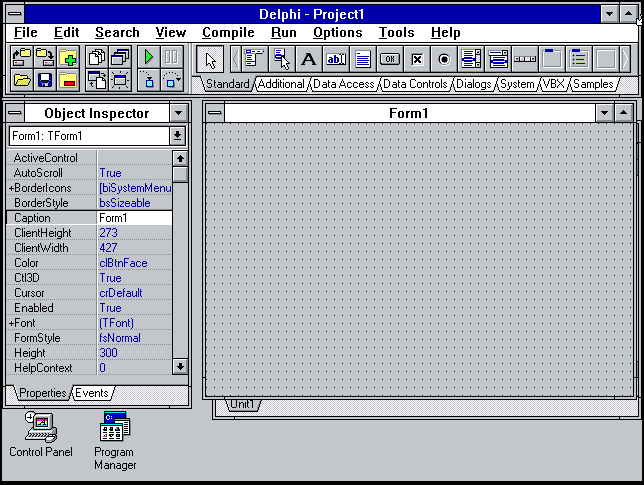 Delphi - Project1
File Edit Search View Compile Run Options Tools Help
A ab OK
Standard Additional Data Access Data Controls Dialogs System VBX Samples
Object Inspector
Form1: TForm1
ActiveControl
AutoScroll True
+BorderIcons [biSystemMenu
BorderStyle bsSizeable
Caption Form1
ClientHeight 273
ClientWidth 427
Color clBtnFace
Ctl3D True
Cursor crDefault
Enabled True
+Font (TFont)
FormStyle fsNormal
Height 300
HelpContext 0
Properties Events
Form1
Unit1
Control Panel
C:\
Program
Manager